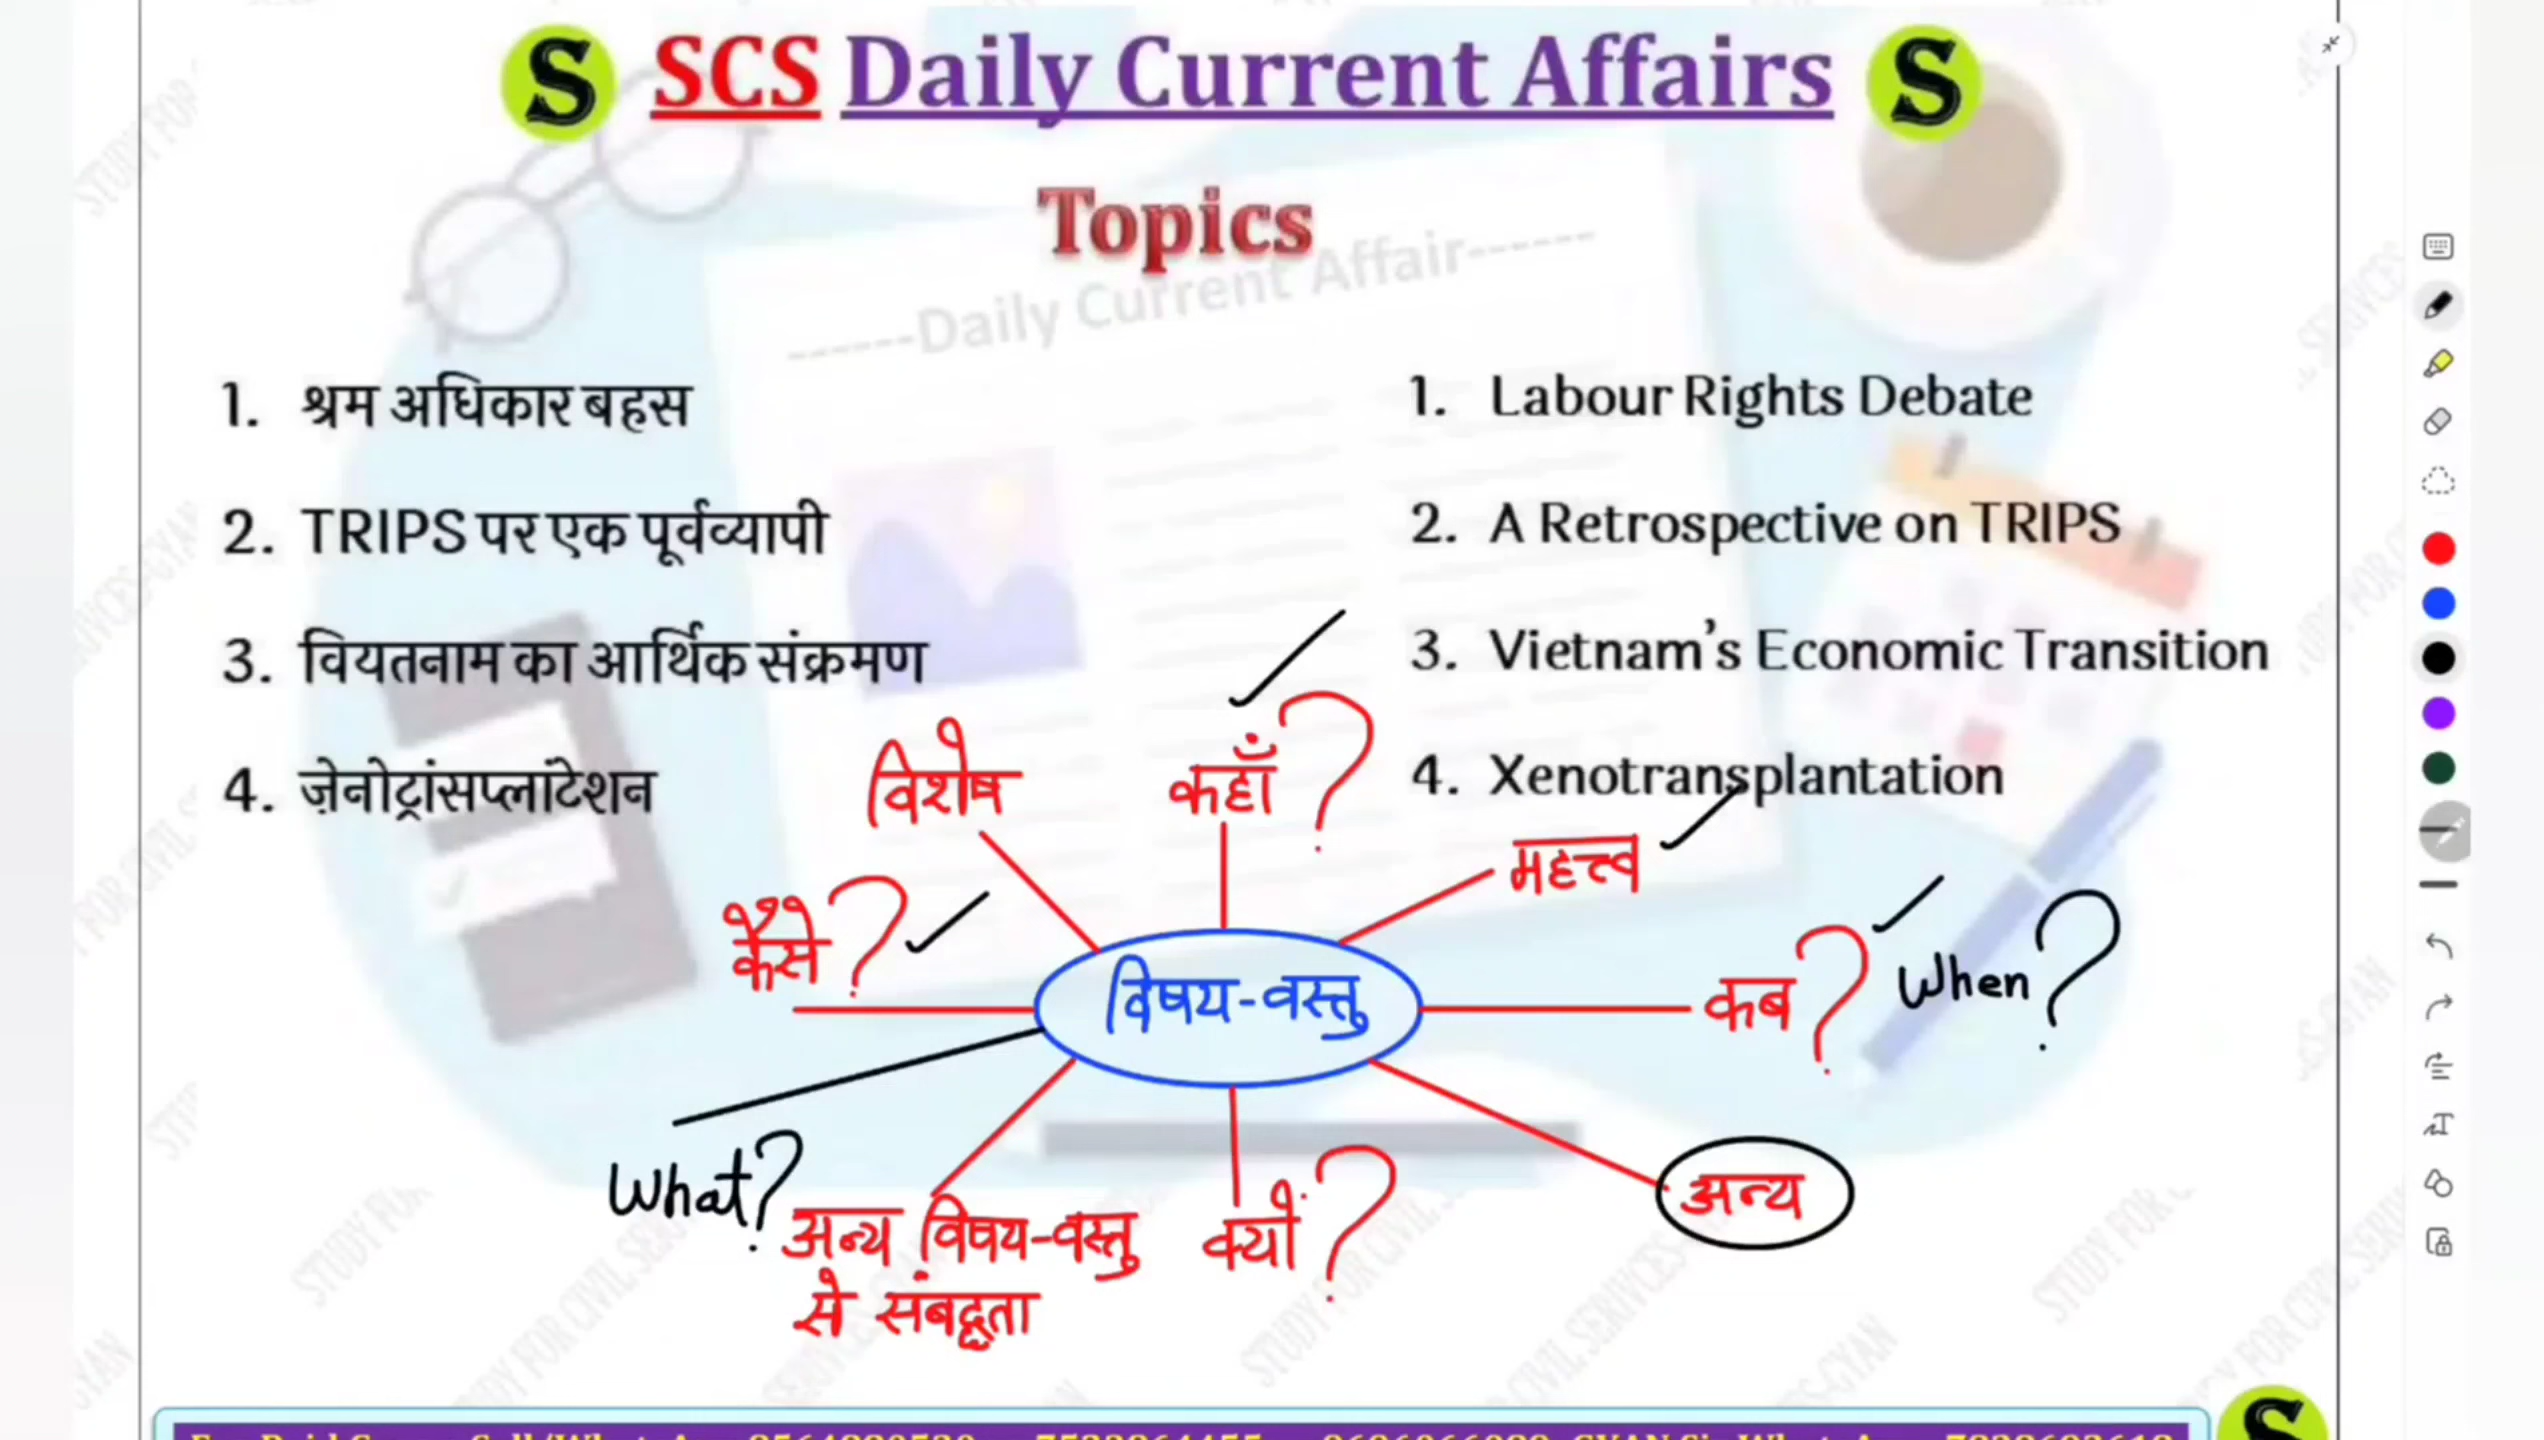 SCS Daily Current Affairs
Topics
------Daily Current Affair------
1. श्रम अधिकार बहस
2. TRIPS पर एक पूर्वव्यापी
3. वियतनाम का आर्थिक संक्रमण
4. ज़ेनोट्रांसप्लांटेशन
1. Labour Rights Debate
2. A Retrospective on TRIPS
3. Vietnam's Economic Transition
4. Xenotransplantation
विशेष
कहाँ ?
महत्त्व
कैसे ?
विषय-वस्तु
कब ? When ?
What ?
अन्य विषय-वस्तु
से संबद्धता
क्यों ?
अन्य